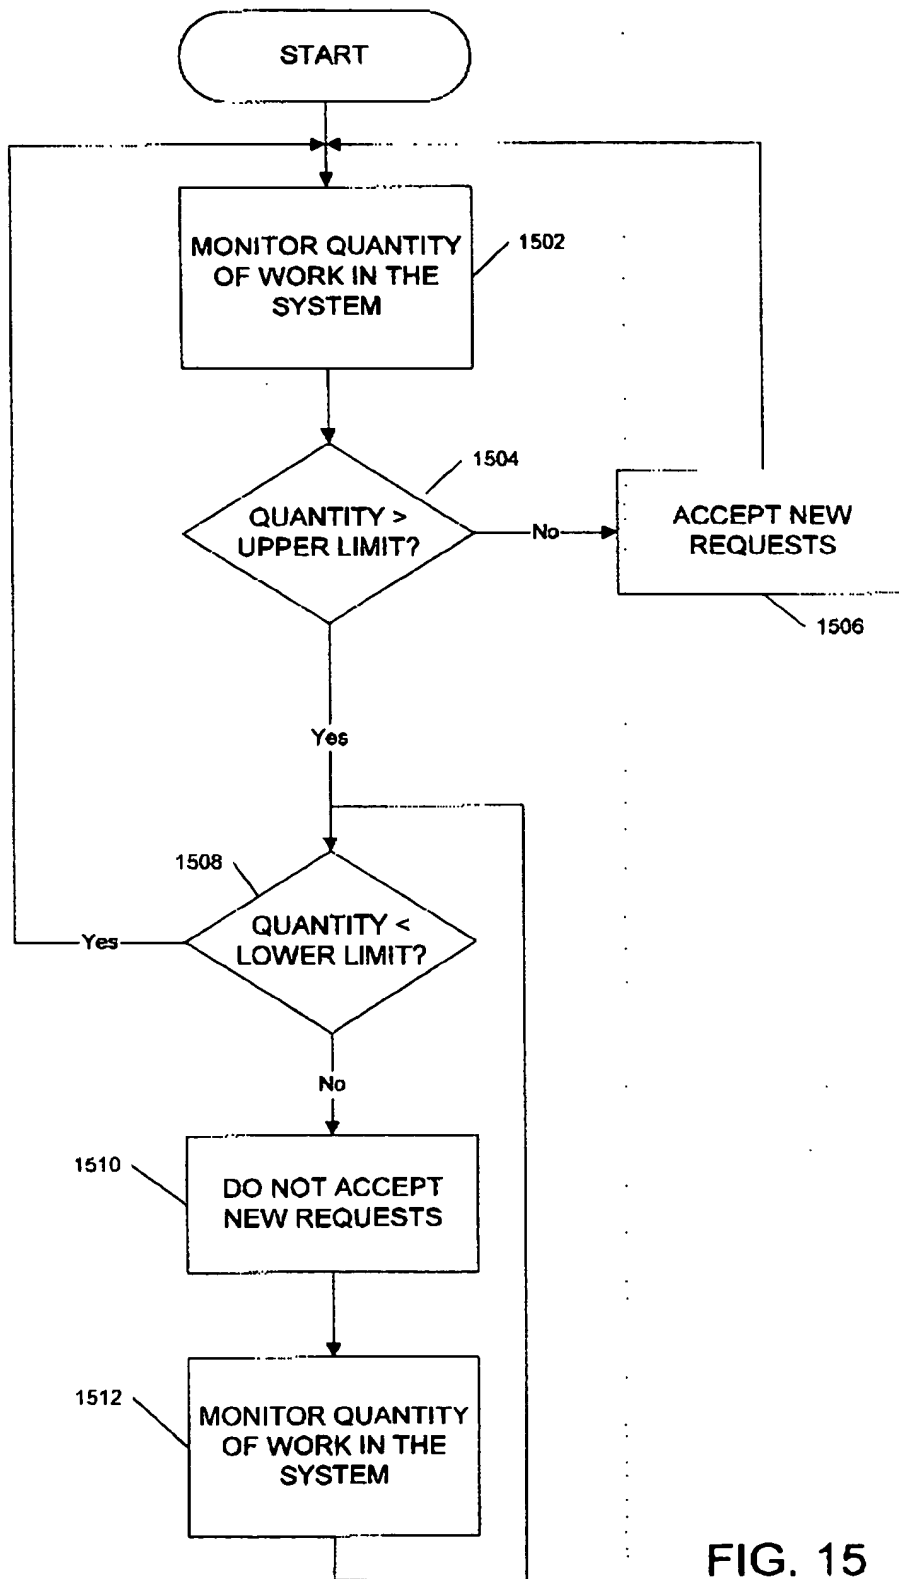 START
MONITOR QUANTITY
OF WORK IN THE
SYSTEM
1502
1504
QUANTITY >
UPPER LIMIT?
No
ACCEPT NEW
REQUESTS
1506
Yes
1508
QUANTITY <
LOWER LIMIT?
Yes
No
1510
DO NOT ACCEPT
NEW REQUESTS
1512
MONITOR QUANTITY
OF WORK IN THE
SYSTEM
FIG. 15